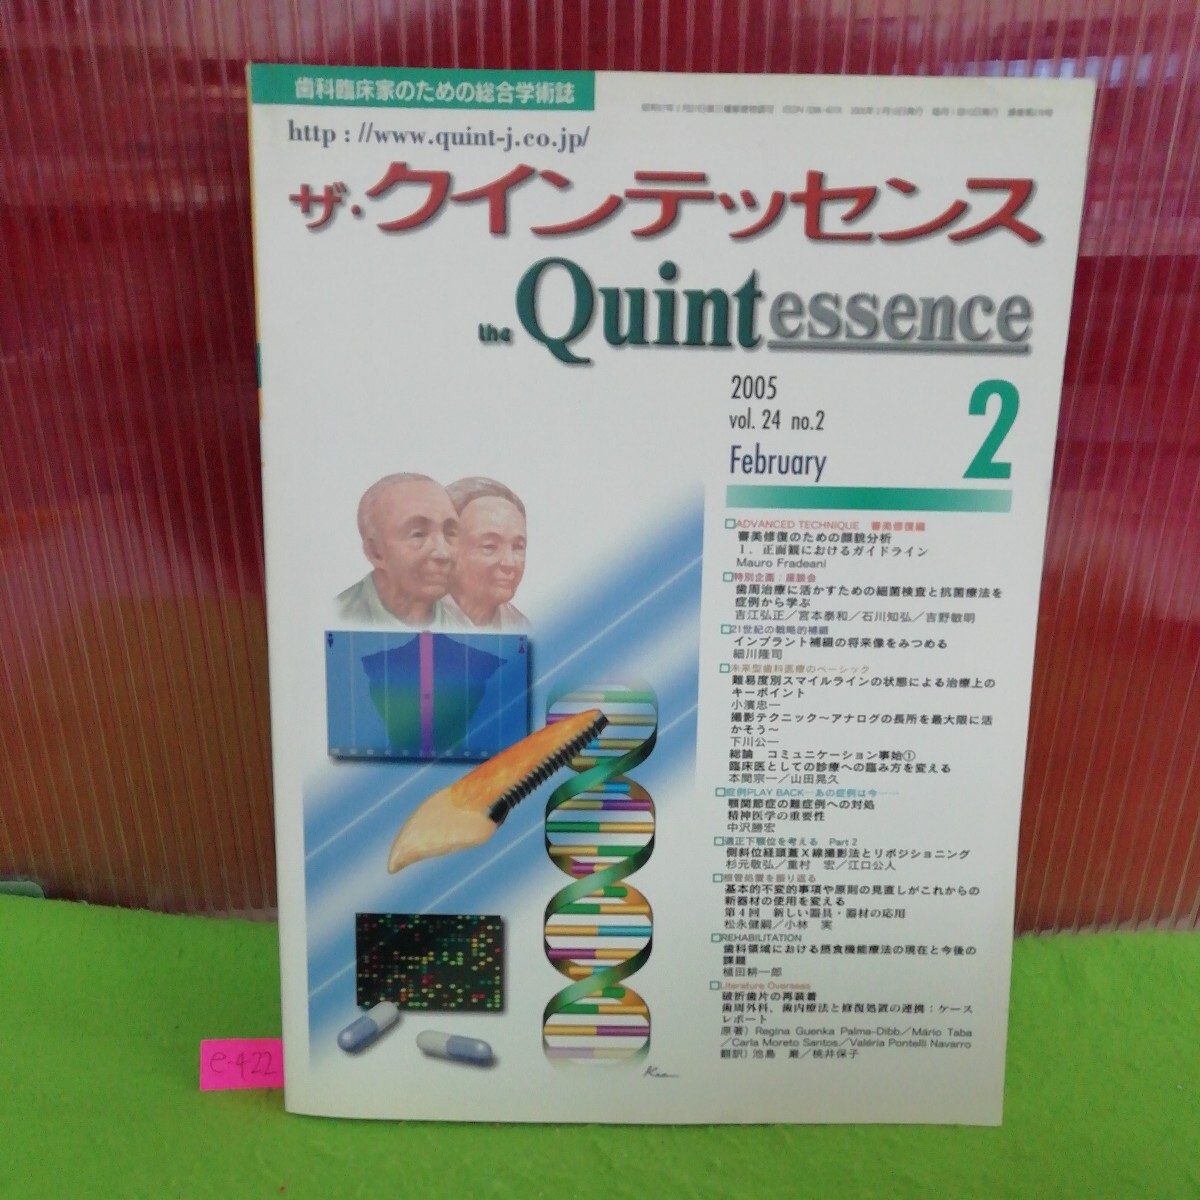 歯科臨床家のための総合学術誌
http://www.quint-j.co.jp/
ザ・クインテッセンス
the Quintessence
2005
vol. 24 no.2
February
2
□ADVANCED TECHNIQUE 審美修復編
審美修復のための顔貌分析
1．正面観におけるガイドライン
Mauro Fradeani
□特別企画：座談会
歯周治療に活かすための細菌検査と抗菌療法を
症例から学ぶ
吉江弘正／宮本泰和／石川知弘／吉野敏明
□21世紀の戦略的補綴
インプラント補綴の将来像をみつめる
細川隆司
□未来型歯科医療のベーシック
難易度別スマイルラインの状態による治療上の
キーポイント
小濱忠一
撮影テクニック～アナログの長所を最大限に活
かそう～
下川公一
総論 コミュニケーション事始①
臨床医としての診療への臨み方を変える
本間宗一／山田晃久
□症例PLAY BACK―あの症例は今……
顎関節症の難症例への対処
精神医学の重要性
中沢勝宏
□適正下顎位を考える Part 2
側斜位経頭蓋X線撮影法とリポジショニング
杉元敬弘／重村 宏／江口公人
□根管処置を振り返る
基本的不変的事項や原則の見直しがこれからの
新器材の使用を変える
第4回 新しい器具・器材の応用
松永健嗣／小林 実
□REHABILITATION
歯科領域における摂食機能療法の現在と今後の
課題
植田耕一郎
□Literature Overseas
破折歯片の再装着
歯周外科、歯内療法と修復処置の連携：ケース
レポート
原著）Regina Guenka Palma-Dibb／Mário Taba
／Carla Moreto Santos／Valéria Pontelli Navarro
翻訳）池島 巌／桃井保子
e-422